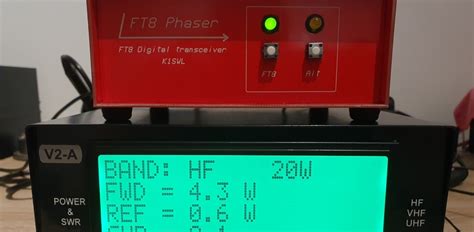 FT8 Phaser
FT8 Digital transceiver
K1SWL
FT8 Alt
V2-A
POWER
&
SWR
BAND: HF 20W
FWD = 4.3 W
REF = 0.6 W
HF
VHF
UHF